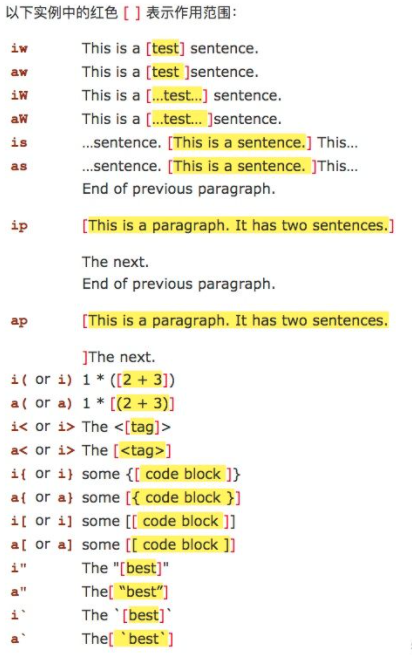 以下实例中的红色 [ ] 表示作用范围：
iw This is a [test] sentence.
aw This is a [test ]sentence.
iW This is a [...test...] sentence.
aW This is a [...test... ]sentence.
is ...sentence. [This is a sentence.] This...
as ...sentence. [This is a sentence. ]This...
End of previous paragraph.
ip [This is a paragraph. It has two sentences.]
The next.
End of previous paragraph.
ap [This is a paragraph. It has two sentences.
]The next.
i( or i) 1 * ([2 + 3])
a( or a) 1 * [(2 + 3)]
i< or i> The <[tag]>
a< or i> The [<tag>]
i{ or i} some {[ code block ]}
a{ or a} some [{ code block }]
i[ or i] some [[ code block ]]
a[ or a] some [[ code block ]]
i" The "[best]"
a" The[ “best”]
i` The `[best]`
a` The[ `best`]